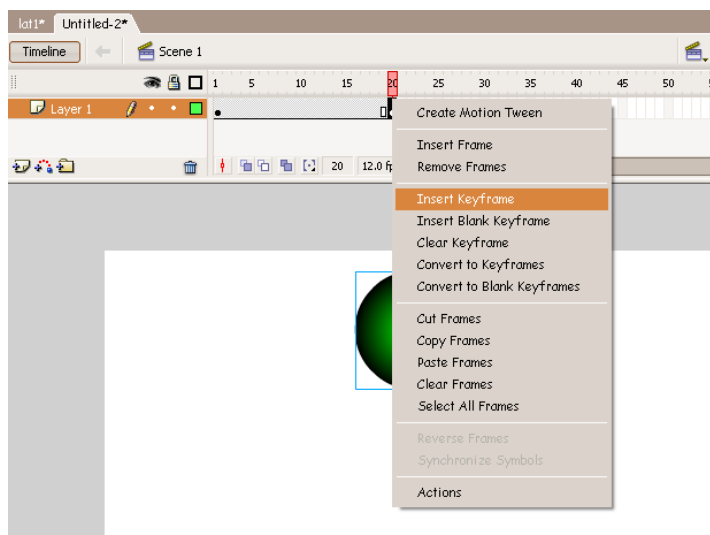 lat1* Untitled-2*
Timeline Scene 1
1 5 10 15 20 25 30 35 40 45 50
Layer 1
20 12.0
Create Motion Tween
Insert Frame
Remove Frames
Insert Keyframe
Insert Blank Keyframe
Clear Keyframe
Convert to Keyframes
Convert to Blank Keyframes
Cut Frames
Copy Frames
Paste Frames
Clear Frames
Select All Frames
Reverse Frames
Synchronize Symbols
Actions